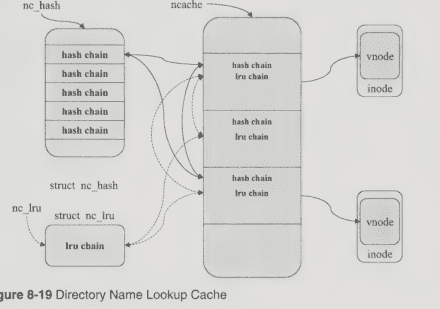 nc_hash
ncache
hash chain
hash chain
hash chain
hash chain
hash chain
struct nc_hash
nc_lru
struct nc_lru
lru chain
hash chain
lru chain
hash chain
lru chain
hash chain
lru chain
vnode
inode
vnode
inode
gure 8-19 Directory Name Lookup Cache